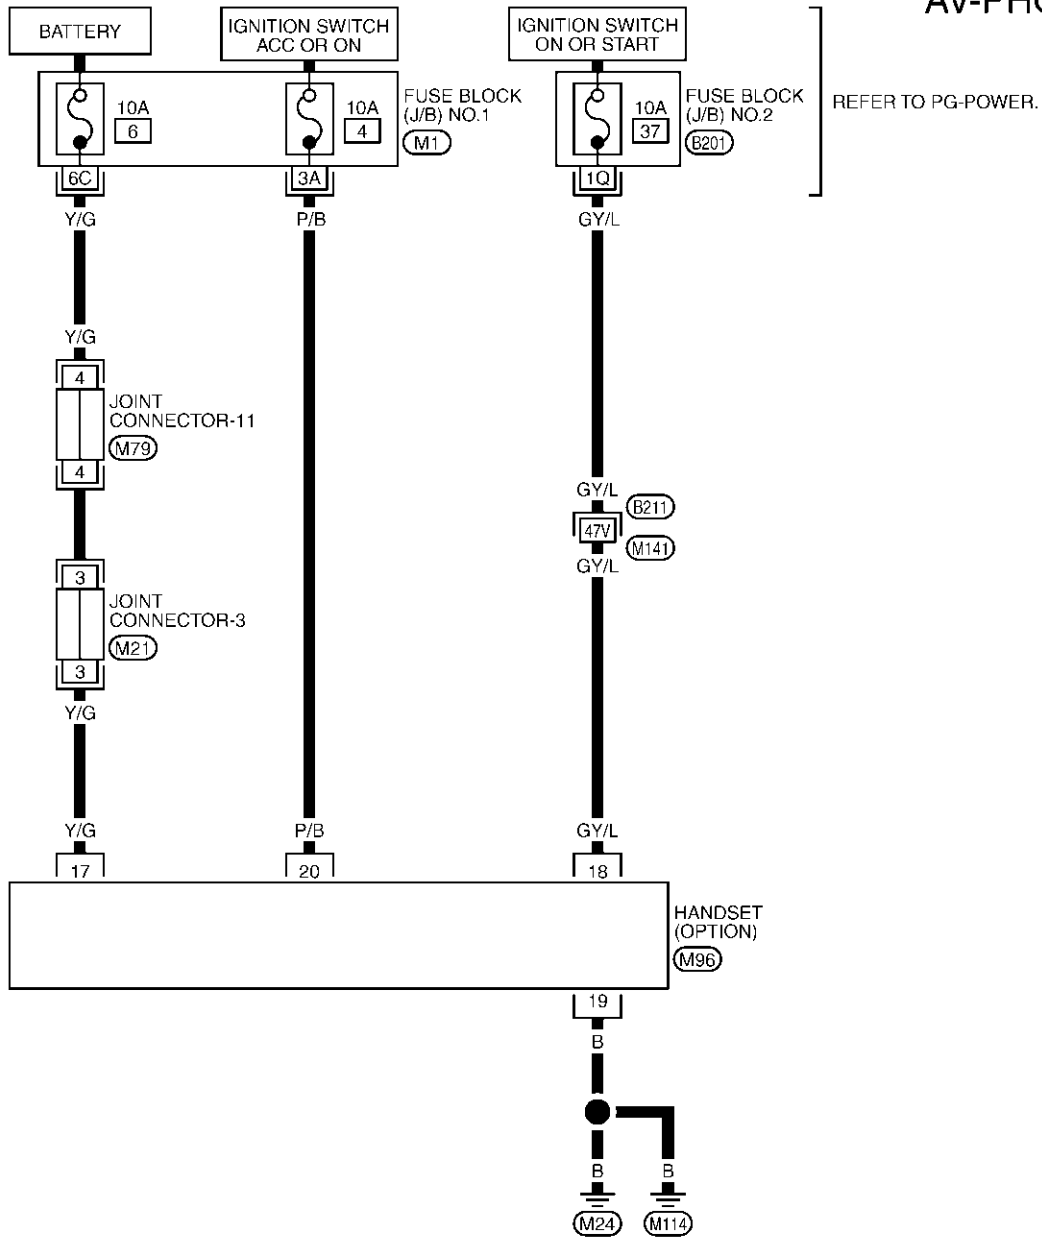 AV-PHO
BATTERY
IGNITION SWITCH
ACC OR ON
IGNITION SWITCH
ON OR START
10A
6
10A
4
FUSE BLOCK
(J/B) NO.1
M1
10A
37
FUSE BLOCK
(J/B) NO.2
B201
REFER TO PG-POWER.
6C
3A
1Q
Y/G
P/B
GY/L
Y/G
4
JOINT
CONNECTOR-11
M79
4
GY/L
B211
47V
M141
GY/L
3
JOINT
CONNECTOR-3
M21
3
Y/G
Y/G
P/B
GY/L
17
20
18
HANDSET
(OPTION)
M96
19
B
B
B
M24
M114